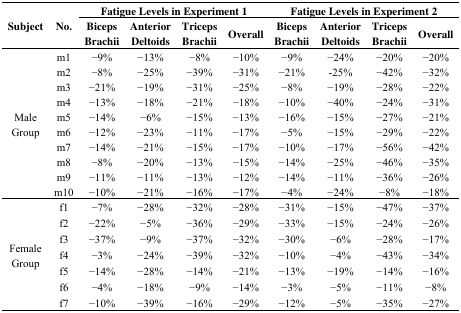 Fatigue Levels in Experiment 1 Fatigue Levels in Experiment 2
Subject No. Biceps Brachii Anterior Deltoids Triceps Brachii Overall Biceps Brachii Anterior Deltoids Triceps Brachii Overall
Male Group
m1 −9% −13% −8% −10% −9% −24% −20% −20%
m2 −8% −25% −39% −31% −21% -25% −42% −32%
m3 −21% −19% −31% −25% −8% −19% −28% −22%
m4 −13% −18% −21% −18% −10% −40% −24% −31%
m5 −14% −6% −15% −13% −16% −15% −27% −21%
m6 −12% −23% −11% −17% −5% −15% −29% −22%
m7 −14% −21% −15% −17% −10% −17% −56% −42%
m8 −8% −20% −13% −15% −14% −25% −46% −35%
m9 −11% −11% −13% −12% −14% −11% −36% −26%
m10 −10% −21% −16% −17% −4% −24% −8% −18%
Female Group
f1 −7% −28% −32% −28% −31% −15% −47% −37%
f2 −22% −5% −36% −29% −33% −15% −24% −26%
f3 −37% −9% −37% −32% −30% −6% −28% −17%
f4 −3% −24% −39% −32% −10% −4% −43% −34%
f5 −14% −28% −14% −21% −13% −19% −14% −16%
f6 −4% −18% −9% −14% −3% −5% −11% −8%
f7 −10% −39% −16% −29% −12% −5% −35% −27%